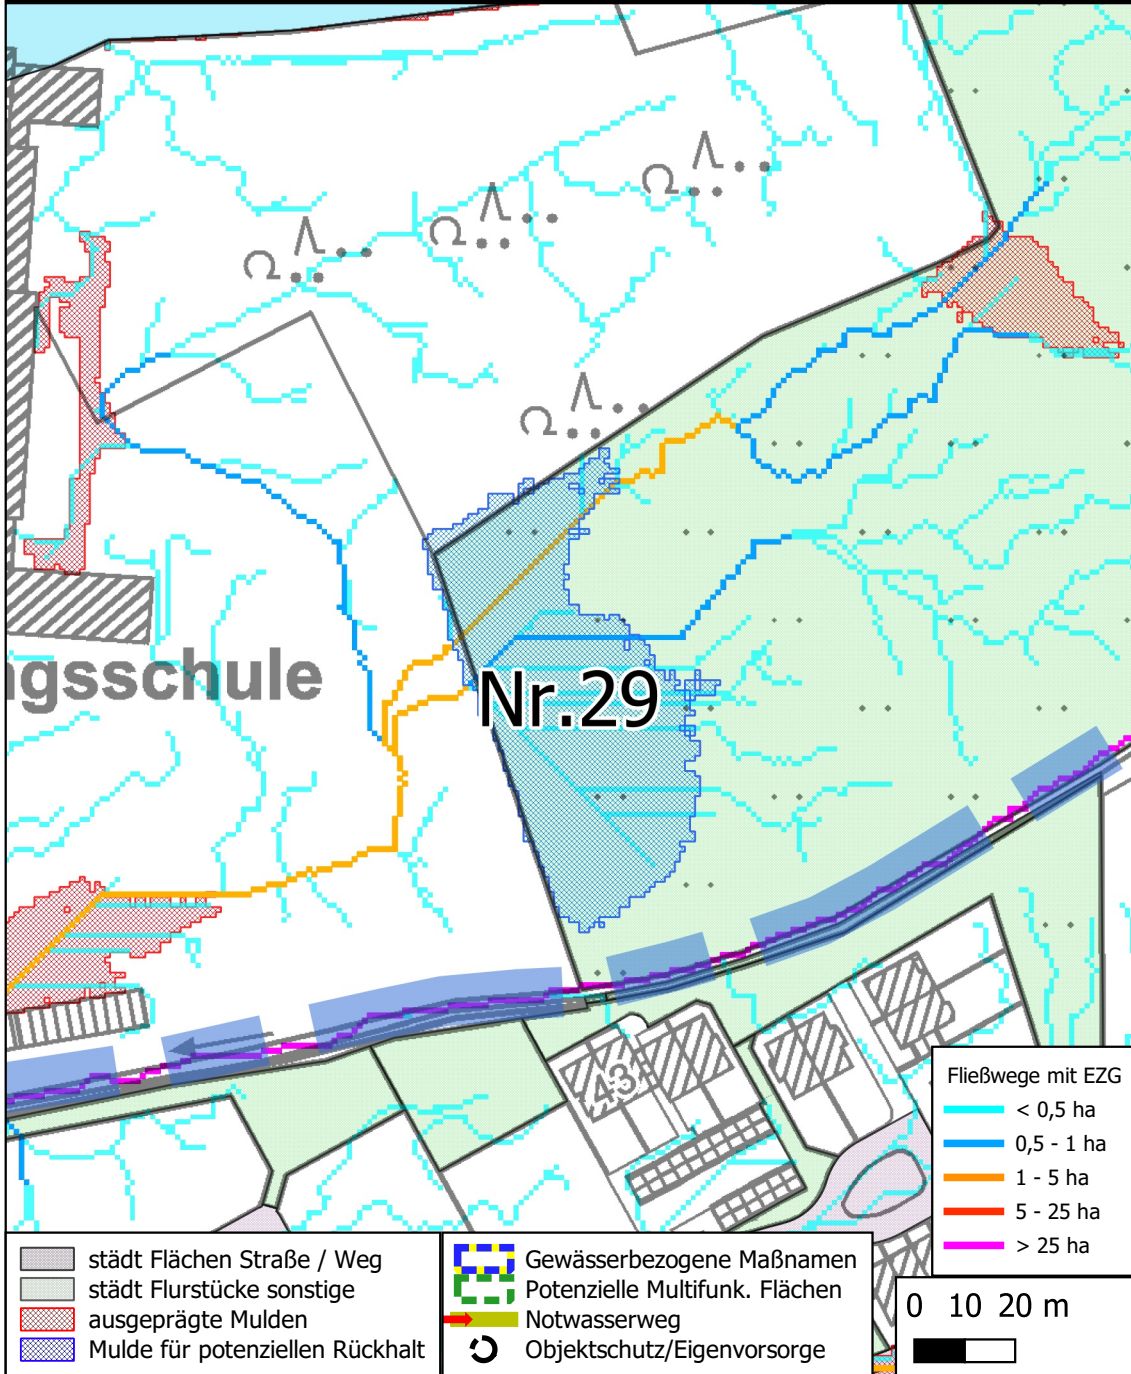 ngsschule
Nr.29
43
Fließwege mit EZG
< 0,5 ha
0,5 - 1 ha
1 - 5 ha
5 - 25 ha
> 25 ha
städt Flächen Straße / Weg
städt Flurstücke sonstige
ausgeprägte Mulden
Mulde für potenziellen Rückhalt
Gewässerbezogene Maßnamen
Potenzielle Multifunk. Flächen
Notwasserweg
Objektschutz/Eigenvorsorge
0 10 20 m